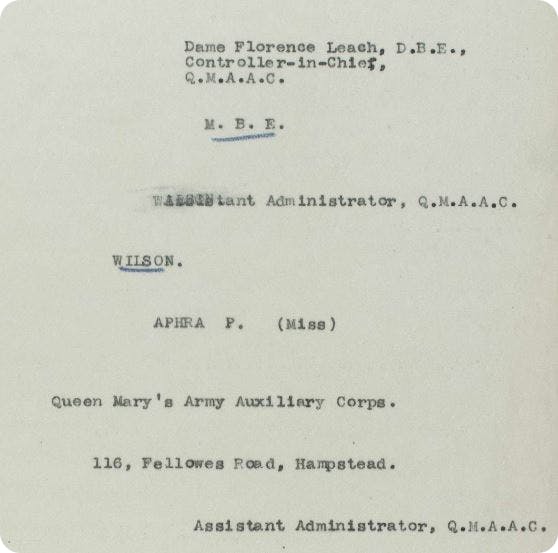 Dame Florence Leach, D.B.E.,
Controller-in-Chief,
Q.M.A.A.C.
M. B. E.
Assistant Administrator, Q.M.A.A.C.
WILSON.
APHRA P. (Miss)
Queen Mary's Army Auxiliary Corps.
116, Fellowes Road, Hampstead.
Assistant Administrator, Q.M.A.A.C.